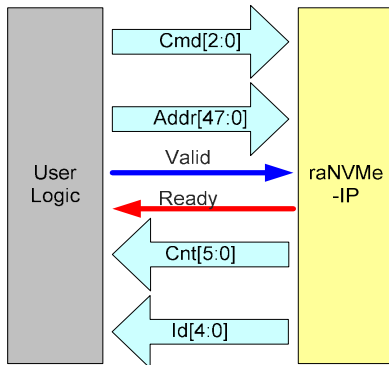 Cmd[2:0]
Addr[47:0]
User
Logic
Valid
raNVMe
-IP
Ready
Cnt[5:0]
Id[4:0]